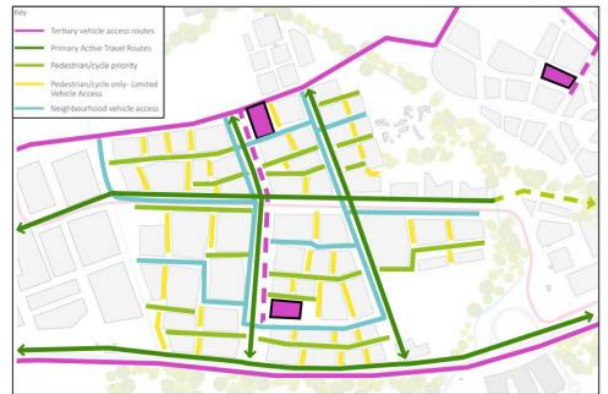 Key
Tertiary vehicle access routes
Primary Active Travel Routes
Pedestrian/cycle priority
Pedestrian/cycle only- Limited
Vehicle Access
Neighbourhood vehicle access